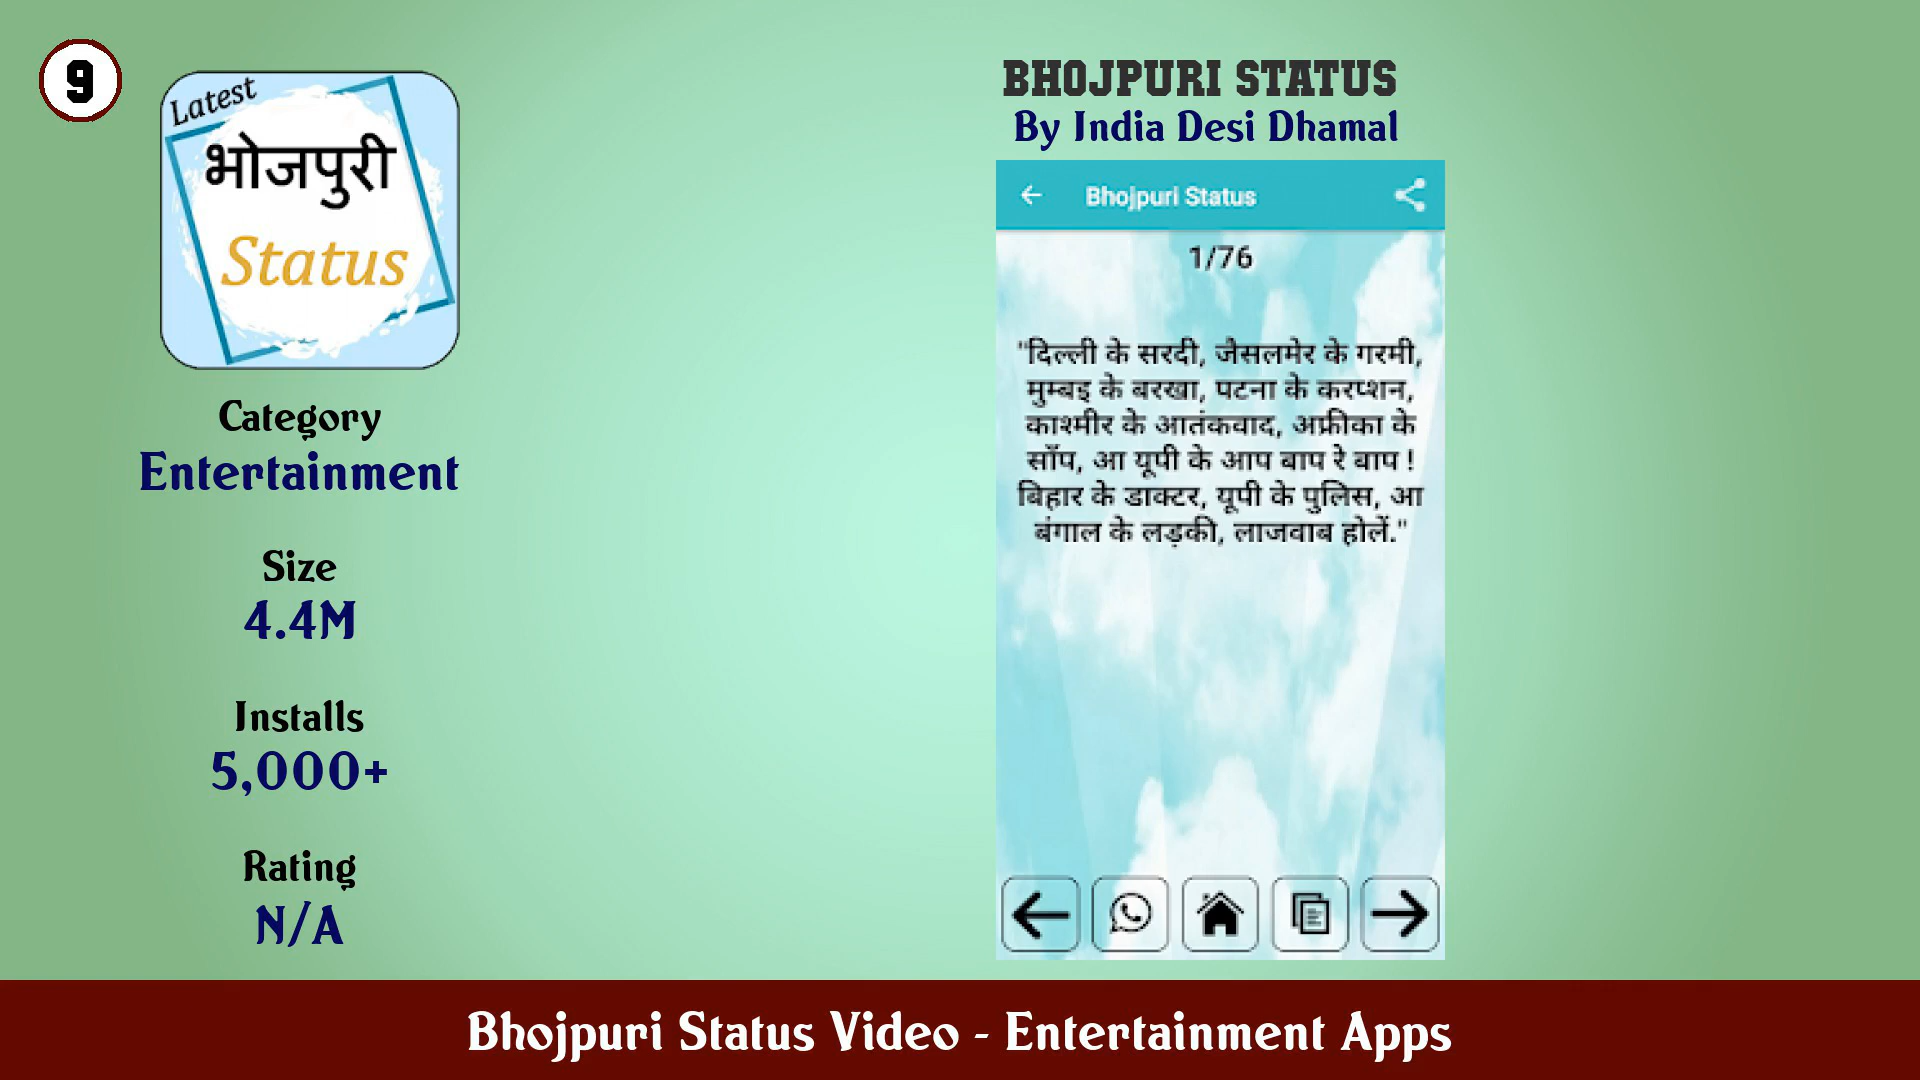 9
Latest
भोजपुरी
Status
Category
Entertainment
Size
4.4M
Installs
5,000+
Rating
N/A
BHOJPURI STATUS
By India Desi Dhamal
Bhojpuri Status
1/76
"दिल्ली के सरदी, जैसलमेर के गरमी,
मुम्बइ के बरखा, पटना के करप्शन,
काश्मीर के आतंकवाद, अफ्रीका के
साँप, आ यूपी के आप बाप रे बाप !
बिहार के डाक्टर, यूपी के पुलिस, आ
बंगाल के लड़की, लाजवाब होलें."
Bhojpuri Status Video - Entertainment Apps